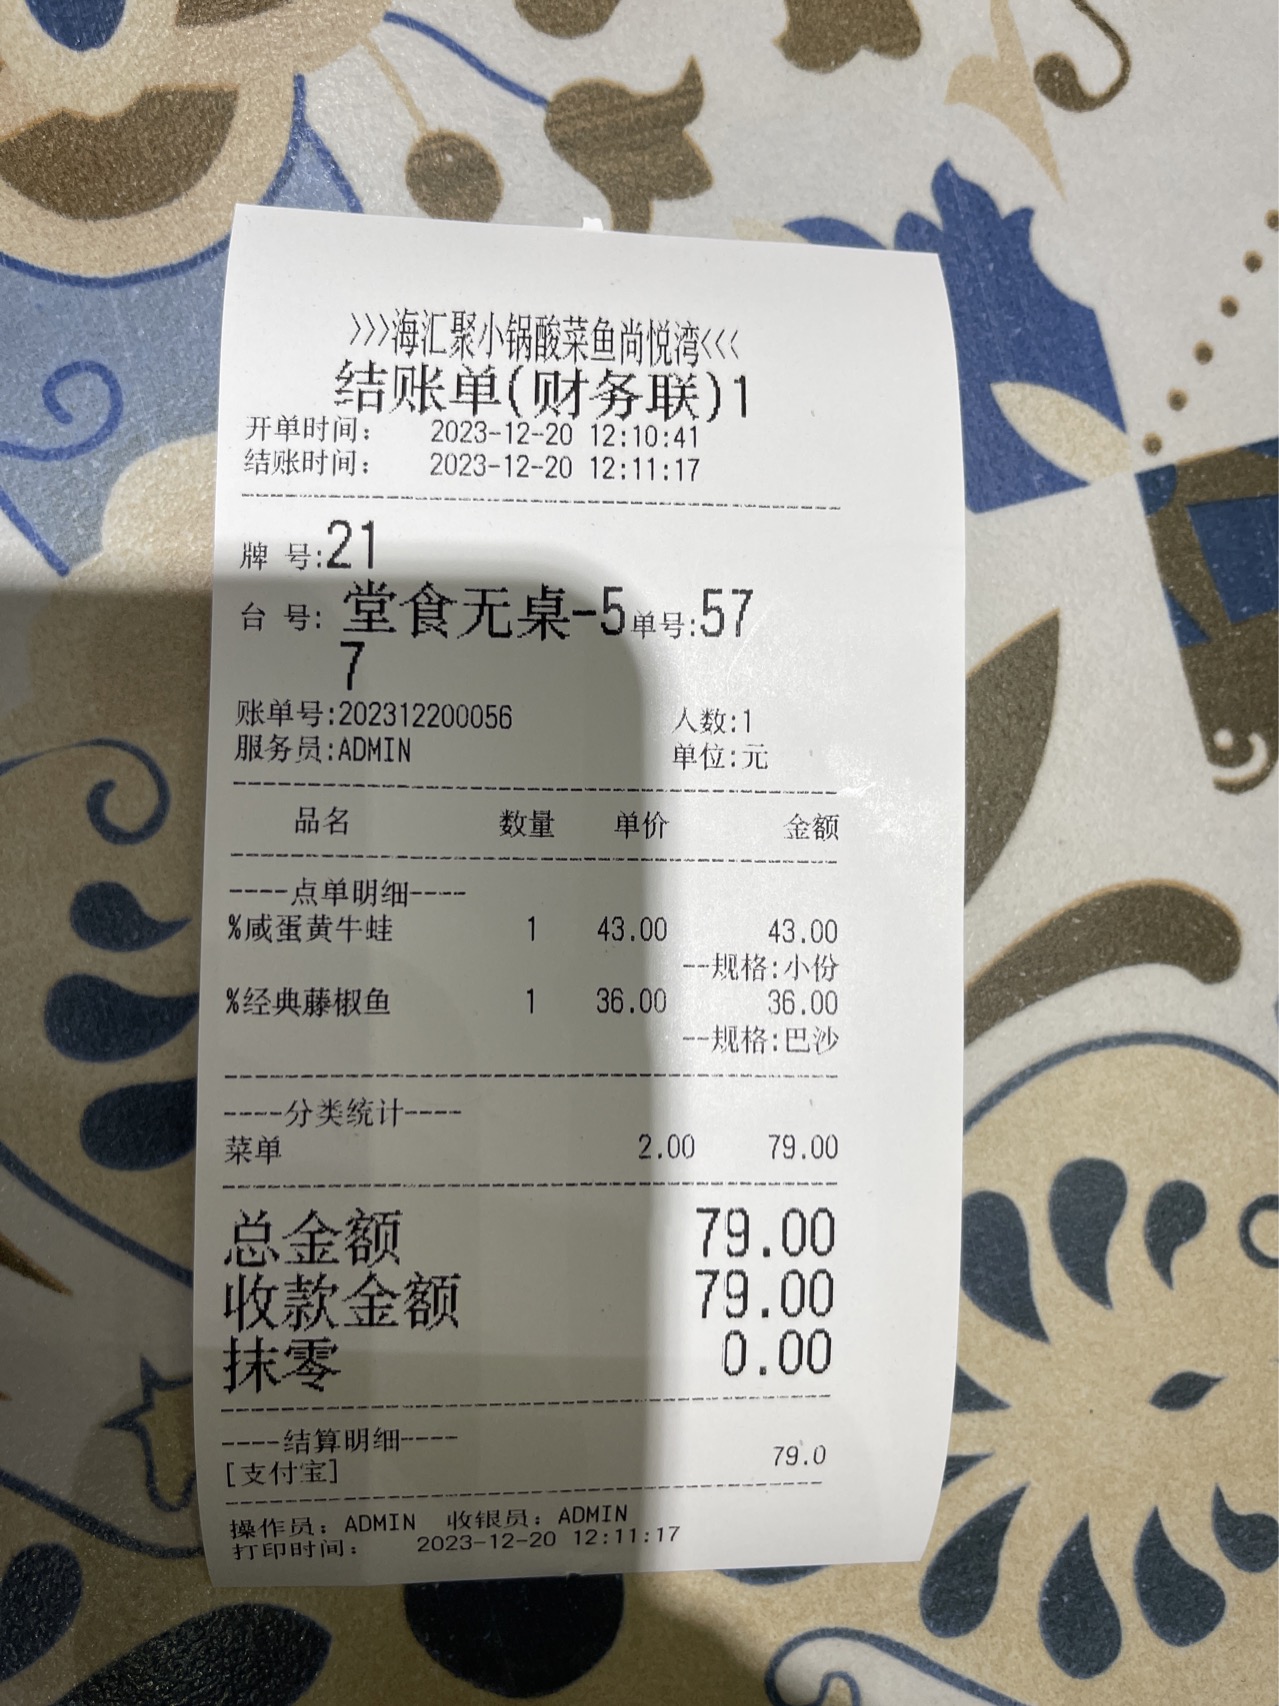 >>>海汇聚小锅酸菜鱼尚悦湾<<<
结账单(财务联)1
开单时间: 2023-12-20 12:10:41
结账时间: 2023-12-20 12:11:17
牌 号:21
台 号: 堂食无桌-5单号:57
7
账单号:202312200056 人数:1
服务员:ADMIN 单位:元
品名 数量 单价 金额
----点单明细----
%咸蛋黄牛蛙 1 43.00 43.00
--规格:小份
%经典藤椒鱼 1 36.00 36.00
--规格:巴沙
----分类统计----
菜单 2.00 79.00
总金额 79.00
收款金额 79.00
抹零 0.00
----结算明细----
[支付宝] 79.0
操作员: ADMIN 收银员: ADMIN
打印时间: 2023-12-20 12:11:17